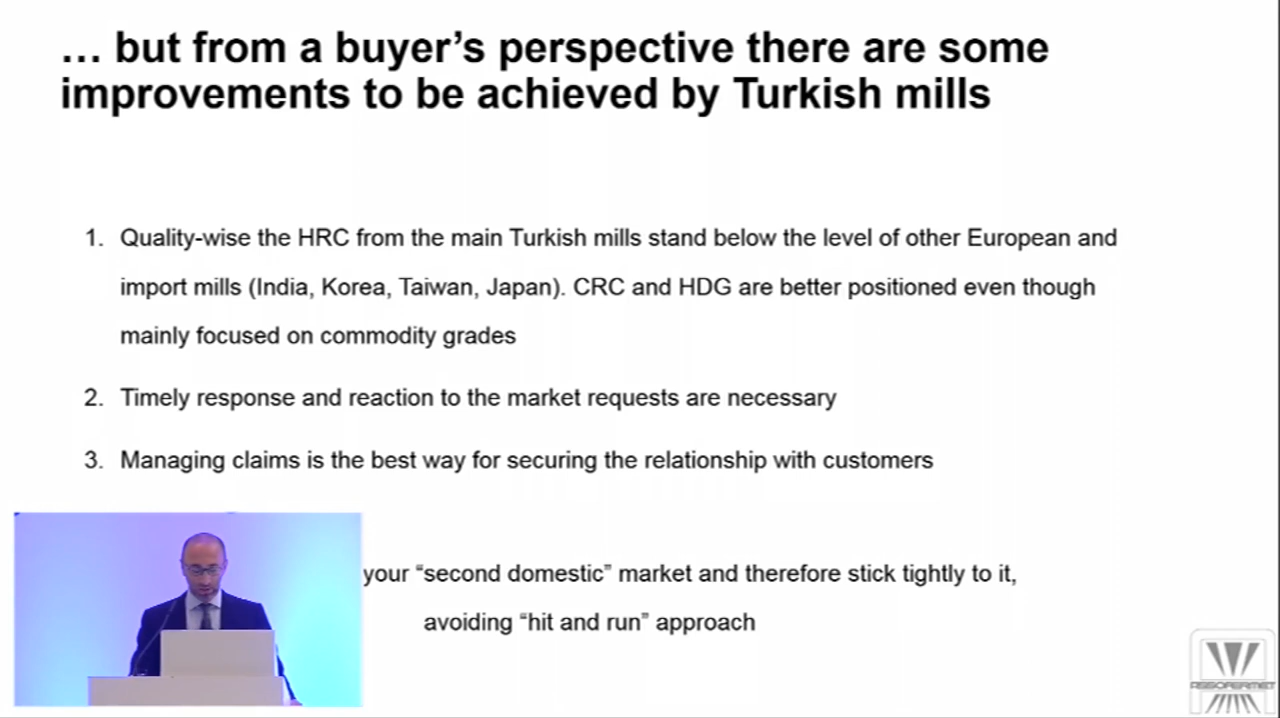 … but from a buyer’s perspective there are some
improvements to be achieved by Turkish mills
1. Quality-wise the HRC from the main Turkish mills stand below the level of other European and
import mills (India, Korea, Taiwan, Japan). CRC and HDG are better positioned even though
mainly focused on commodity grades
2. Timely response and reaction to the market requests are necessary
3. Managing claims is the best way for securing the relationship with customers
your “second domestic” market and therefore stick tightly to it,
avoiding “hit and run” approach
ASSOFERMET